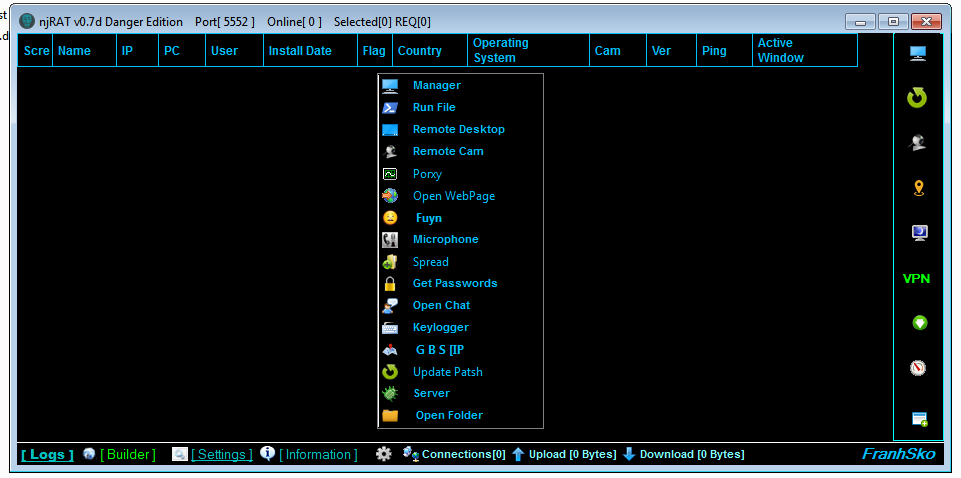 st
.d
njRAT v0.7d Danger Edition Port[ 5552 ] Online[ 0 ] Selected[0] REQ[0]
Scre Name IP PC User Install Date Flag Country Operating System Cam Ver Ping Active Window
Manager
Run File
Remote Desktop
Remote Cam
Porxy
Open WebPage
Fuyn
Microphone
Spread
Get Passwords
Open Chat
Keylogger
G B S [IP
Update Patsh
Server
Open Folder
VPN
[ Logs ] [ Builder ] [ Settings ] [ Information ] Connections[0] Upload [0 Bytes] Download [0 Bytes] FranhSko